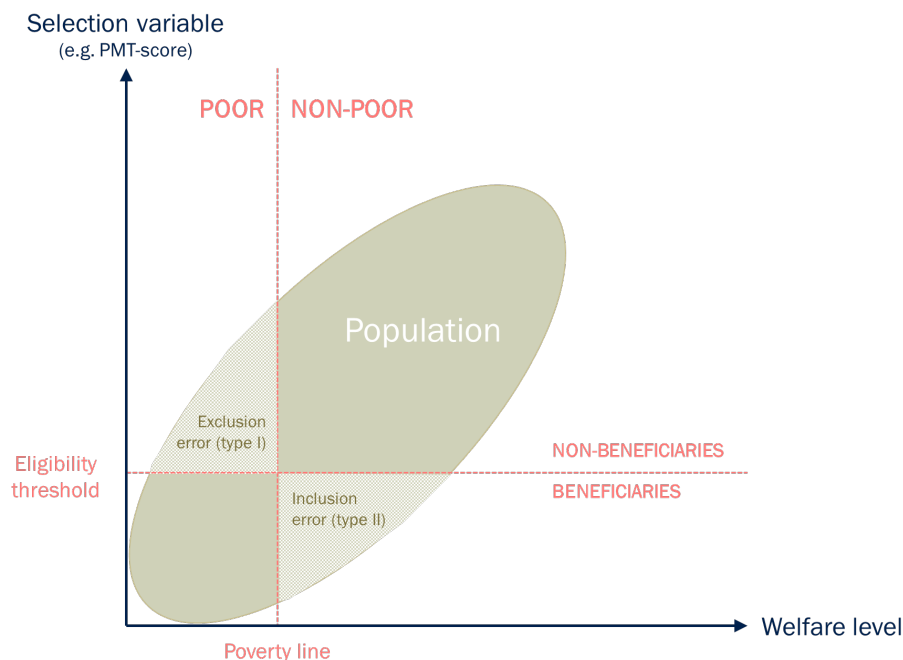 Selection variable
(e.g. PMT-score)
POOR
NON-POOR
Population
Exclusion
error (type I)
Eligibility
threshold
NON-BENEFICIARIES
BENEFICIARIES
Inclusion
error (type II)
Welfare level
Poverty line